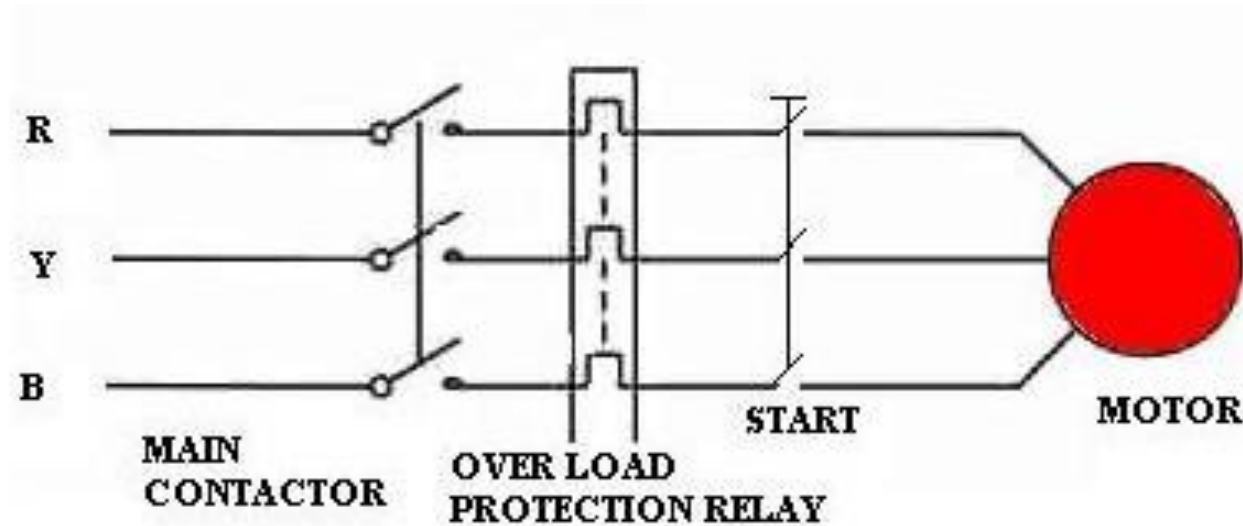 R
Y
B
MAIN
CONTACTOR
OVER LOAD
PROTECTION RELAY
START
MOTOR